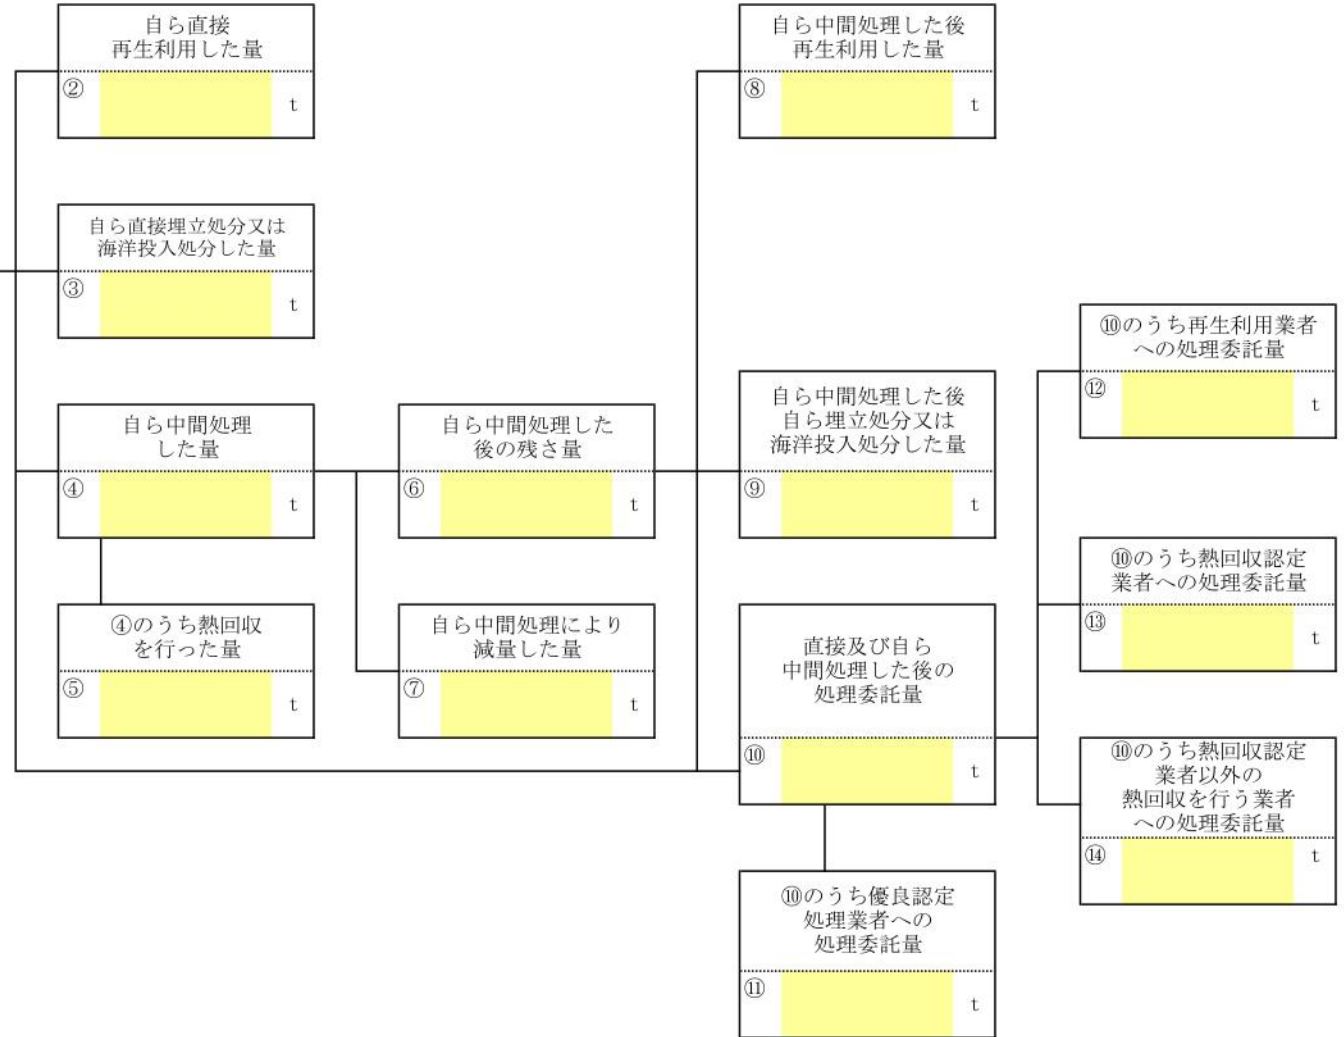 自ら直接
再生利用した量
②
t
自ら中間処理した後
再生利用した量
⑧
t
自ら直接埋立処分又は
海洋投入処分した量
③
t
⑩のうち再生利用業者
への処理委託量
⑫
t
自ら中間処理
した量
④
t
自ら中間処理した
後の残さ量
⑥
t
自ら中間処理した後
自ら埋立処分又は
海洋投入処分した量
⑨
t
⑩のうち熱回収認定
業者への処理委託量
⑬
t
④のうち熱回収
を行った量
⑤
t
自ら中間処理により
減量した量
⑦
t
直接及び自ら
中間処理した後の
処理委託量
⑩
t
⑩のうち熱回収認定
業者以外の
熱回収を行う業者
への処理委託量
⑭
t
⑩のうち優良認定
処理業者への
処理委託量
⑪
t